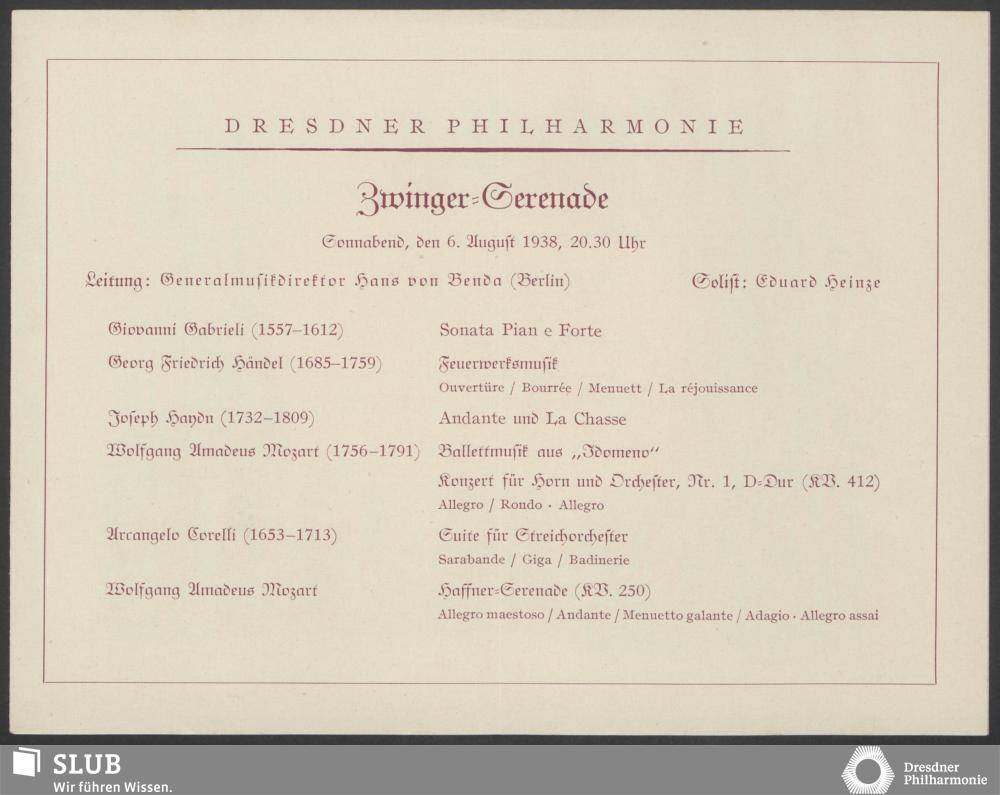 DRESDNER PHILHARMONIE
Zwinger-Serenade
Sonnabend, den 6. August 1938, 20.30 Uhr
Leitung: Generalmusikdirektor Hans von Benda (Berlin) Solist: Eduard Heinze
Giovanni Gabrieli (1557–1612) Sonata Pian e Forte
Georg Friedrich Händel (1685–1759) Feuerwerksmusik
Ouvertüre / Bourrée / Menuett / La réjouissance
Joseph Haydn (1732–1809) Andante und La Chasse
Wolfgang Amadeus Mozart (1756–1791) Ballettmusik aus „Idomeno“
Konzert für Horn und Orchester, Nr. 1, D-Dur (KV. 412)
Allegro / Rondo · Allegro
Arcangelo Corelli (1653–1713) Suite für Streichorchester
Sarabande / Giga / Badinerie
Wolfgang Amadeus Mozart Haffner-Serenade (KV. 250)
Allegro maestoso / Andante / Menuetto galante / Adagio · Allegro assai
SLUB
Wir führen Wissen.
Dresdner
Philharmonie